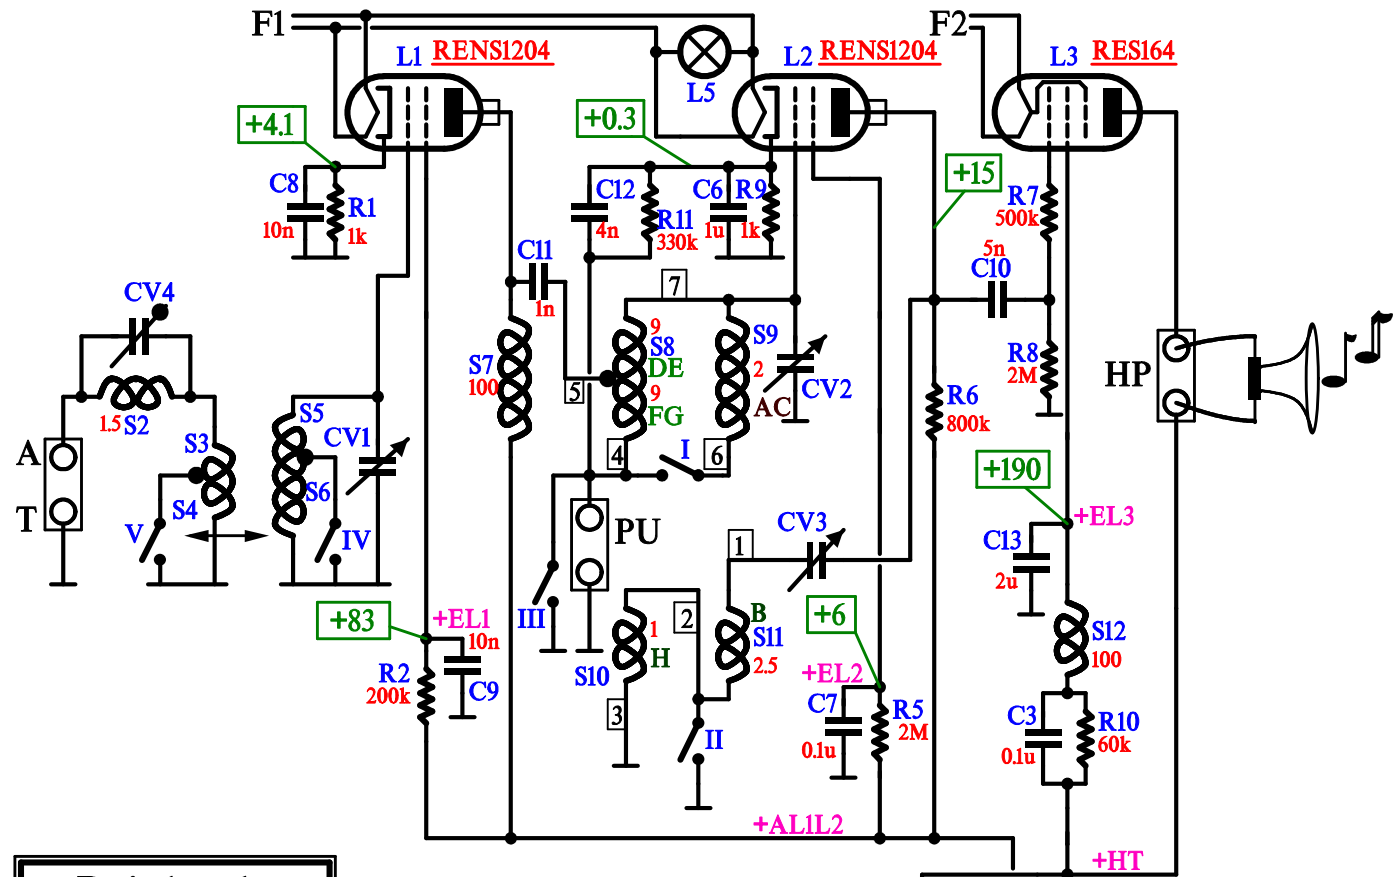 F1
F2
L1 RENS1204
L2 RENS1204
L3 RES164
L5
+4.1
+0.3
+15
C8
10n
R1
1k
C12
4n
R11
330k
C6
1u
R9
1k
R7
500k
5n
C10
C11
1n
CV4
7
9
S8
DE
9
FG
S9
2
AC
CV2
S7
100
5
R8
2M
HP
R6
800k
1.5 S2
A
T
S3
S4
V
S5
S6
CV1
IV
4
I
6
+190
PU
CV3
1
+EL3
C13
2u
III
+83
+EL1
10n
C9
R2
200k
S10
1
H
2
3
B
S11
2.5
+6
+EL2
C7
0.1u
R5
2M
II
S12
100
C3
0.1u
R10
60k
+AL1L2
+HT